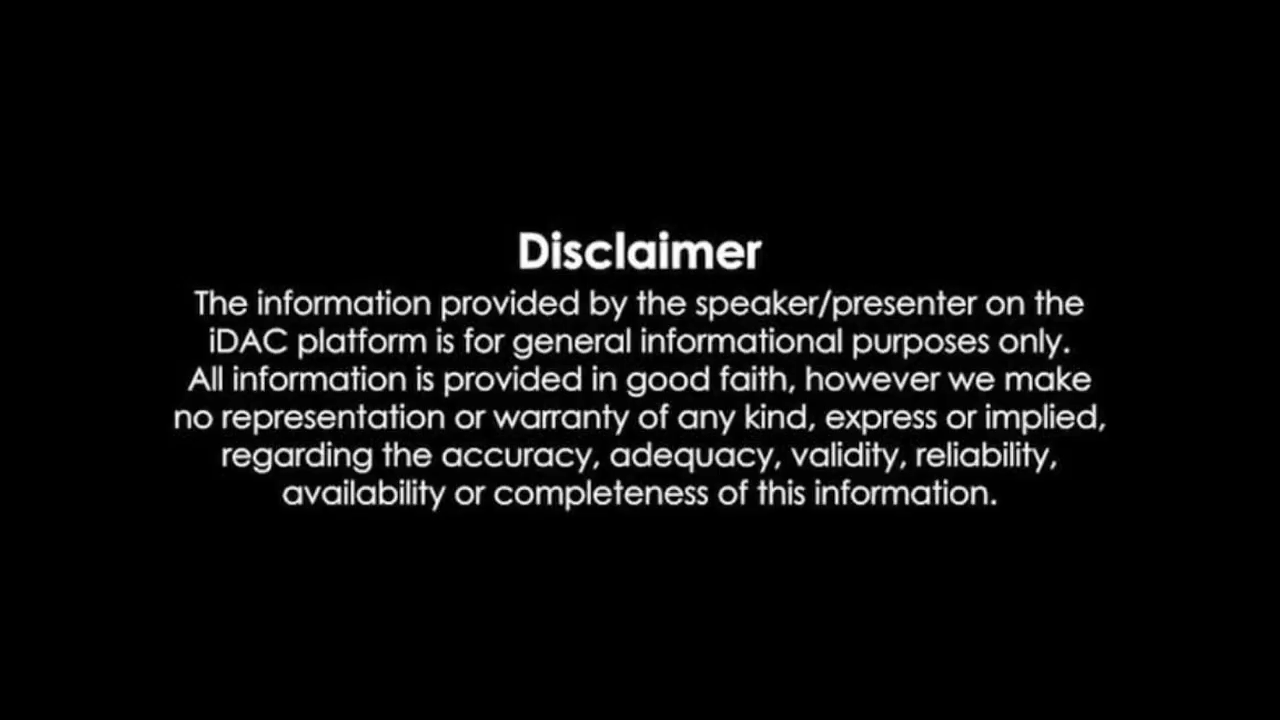 Disclaimer
The information provided by the speaker/presenter on the
iDAC platform is for general informational purposes only.
All information is provided in good faith, however we make
no representation or warranty of any kind, express or implied,
regarding the accuracy, adequacy, validity, reliability,
availability or completeness of this information.